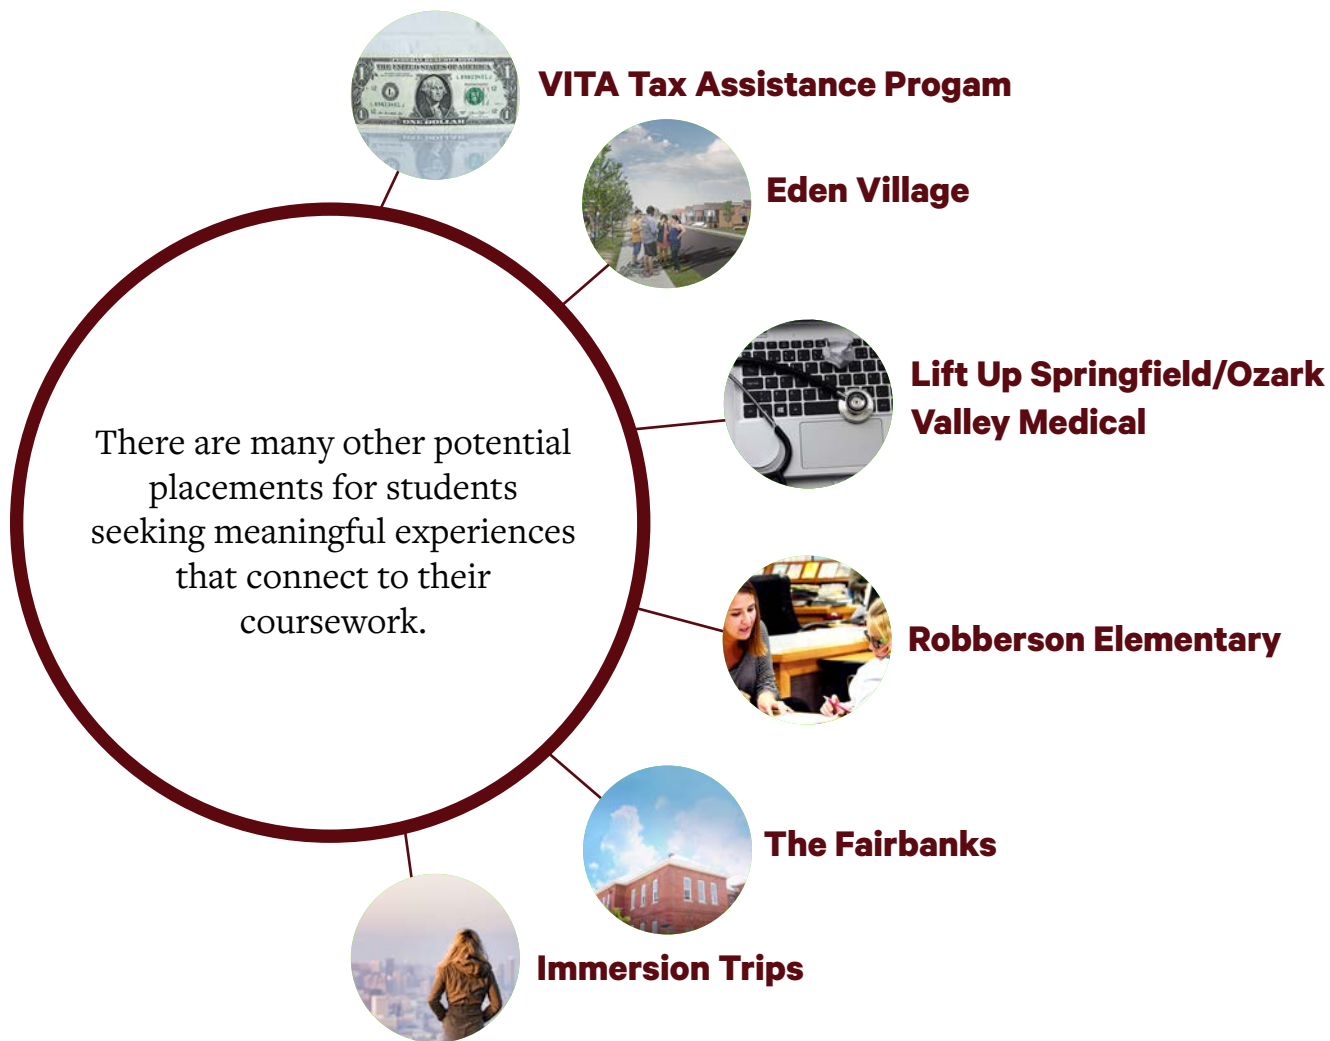 VITA Tax Assistance Progam
Eden Village
Lift Up Springfield/Ozark
Valley Medical
There are many other potential
placements for students
seeking meaningful experiences
that connect to their
coursework.
Robberson Elementary
The Fairbanks
Immersion Trips